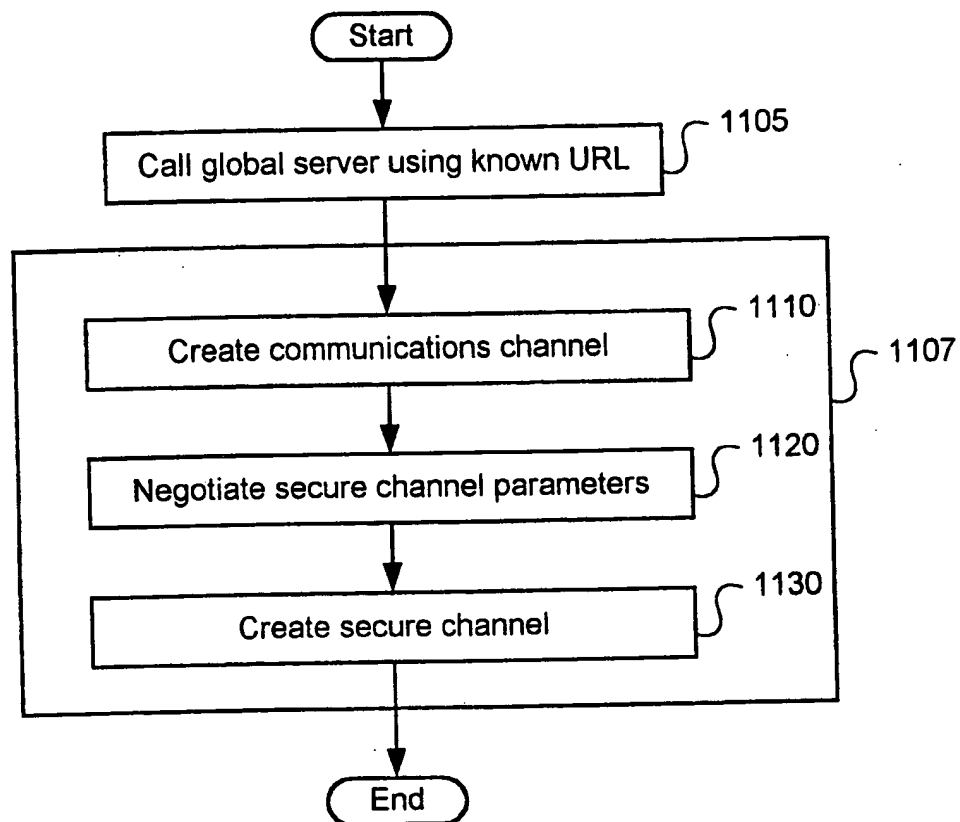 Start
Call global server using known URL
1105
Create communications channel
1110
1107
Negotiate secure channel parameters
1120
Create secure channel
1130
End